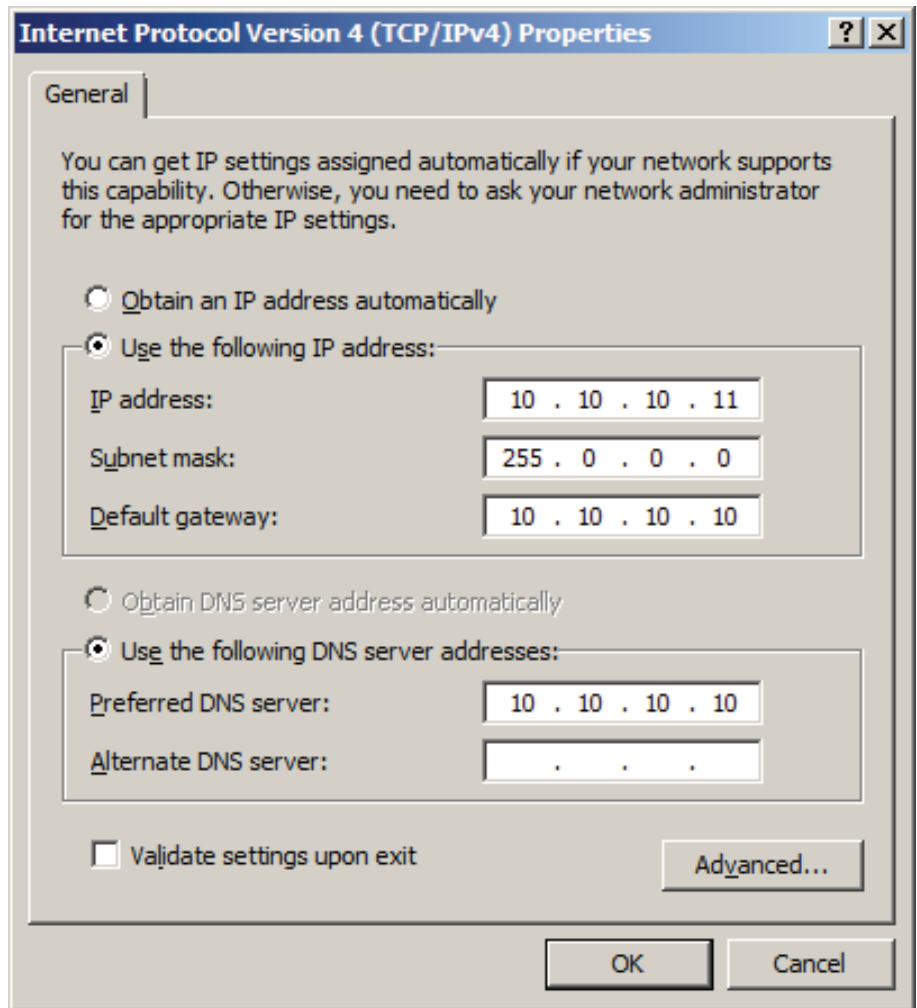 Internet Protocol Version 4 (TCP/IPv4) Properties
General
You can get IP settings assigned automatically if your network supports
this capability. Otherwise, you need to ask your network administrator
for the appropriate IP settings.
Obtain an IP address automatically
Use the following IP address:
IP address: 10 . 10 . 10 . 11
Subnet mask: 255 . 0 . 0 . 0
Default gateway: 10 . 10 . 10 . 10
Obtain DNS server address automatically
Use the following DNS server addresses:
Preferred DNS server: 10 . 10 . 10 . 10
Alternate DNS server: . . .
Validate settings upon exit
Advanced...
OK Cancel